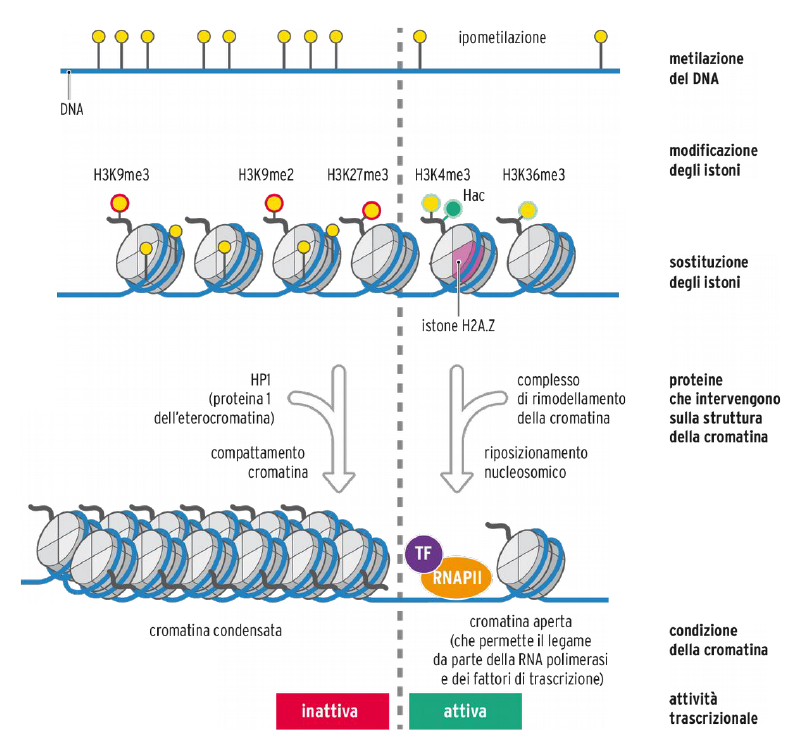 ipometilazione
metilazione
del DNA
DNA
modificazione
degli istoni
H3K9me3
H3K9me2
H3K27me3
H3K4me3
H3K36me3
Hac
sostituzione
degli istoni
istone H2A.Z
HP1
(proteina 1
dell'eterocromatina)
complesso
di rimodellamento
della cromatina
proteine
che intervengono
sulla struttura
della cromatina
compattamento
cromatina
riposizionamento
nucleosomico
TF
RNAPII
cromatina condensata
cromatina aperta
(che permette il legame
da parte della RNA polimerasi
e dei fattori di trascrizione)
condizione
della cromatina
inattiva
attiva
attività
trascrizionale